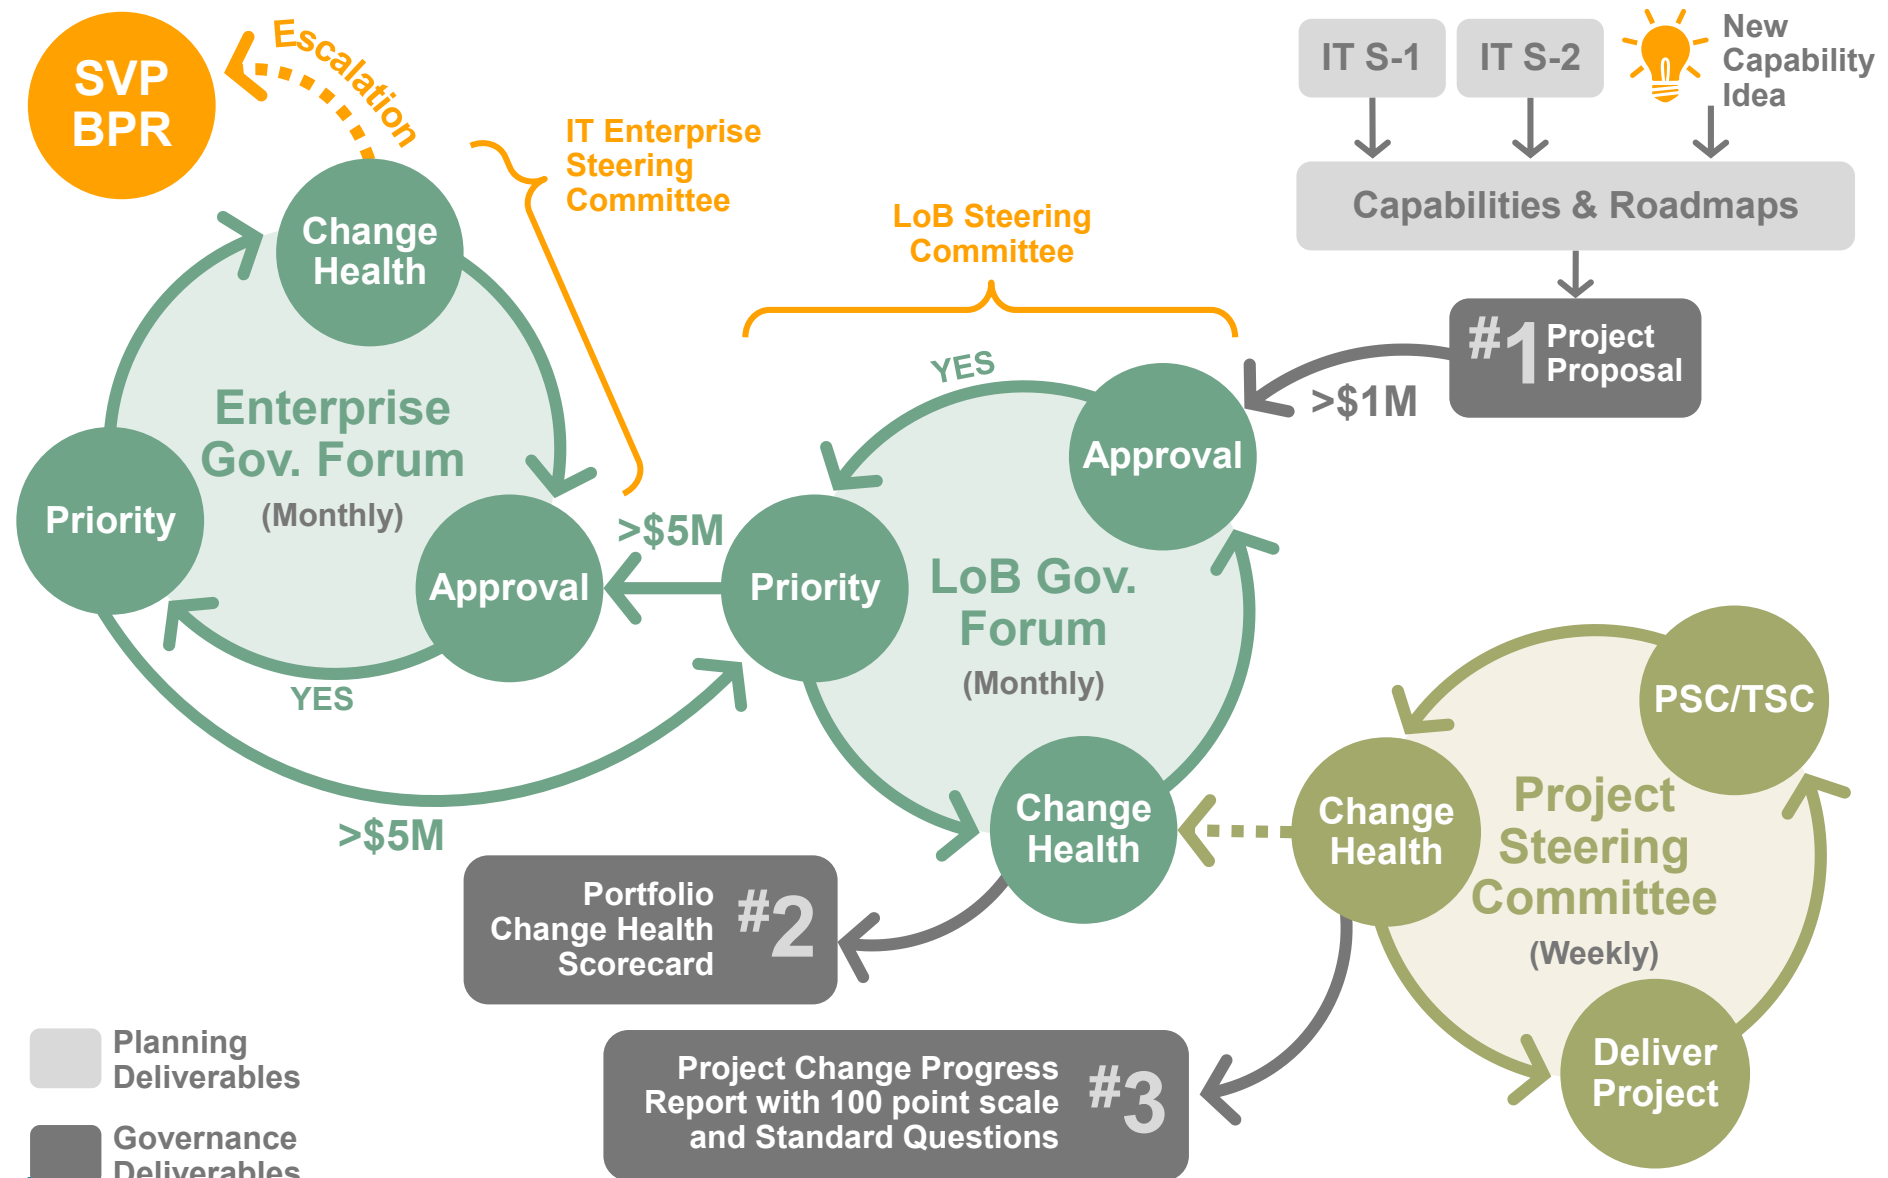 SVP
BPR
Escalation
IT Enterprise
Steering
Committee
LoB Steering
Committee
IT S-1
IT S-2
New
Capability
Idea
Capabilities & Roadmaps
#1 Project
Proposal
>$1M
Change
Health
Enterprise
Gov. Forum
(Monthly)
Priority
Approval
YES
>$5M
>$5M
YES
Approval
Priority
LoB Gov.
Forum
(Monthly)
Change
Health
PSC/TSC
Change
Health
Project
Steering
Committee
(Weekly)
Deliver
Project
Portfolio
Change Health
Scorecard
#2
Project Change Progress
Report with 100 point scale
and Standard Questions
#3
Planning
Deliverables
Governance
Deliverables